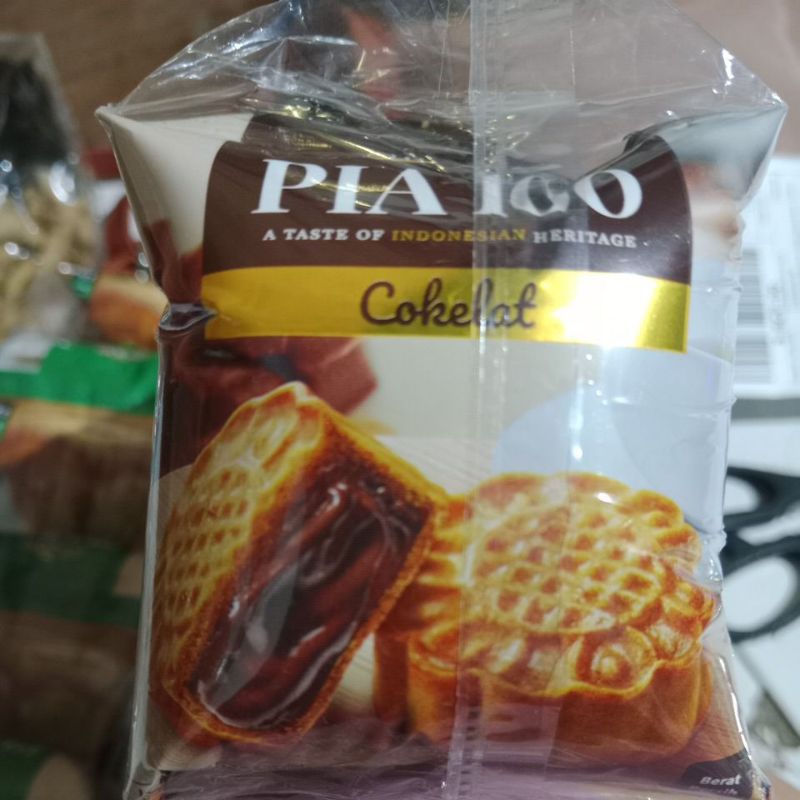 PIA 100
A TASTE OF INDONESIAN HERITAGE
Cokelat
Berat